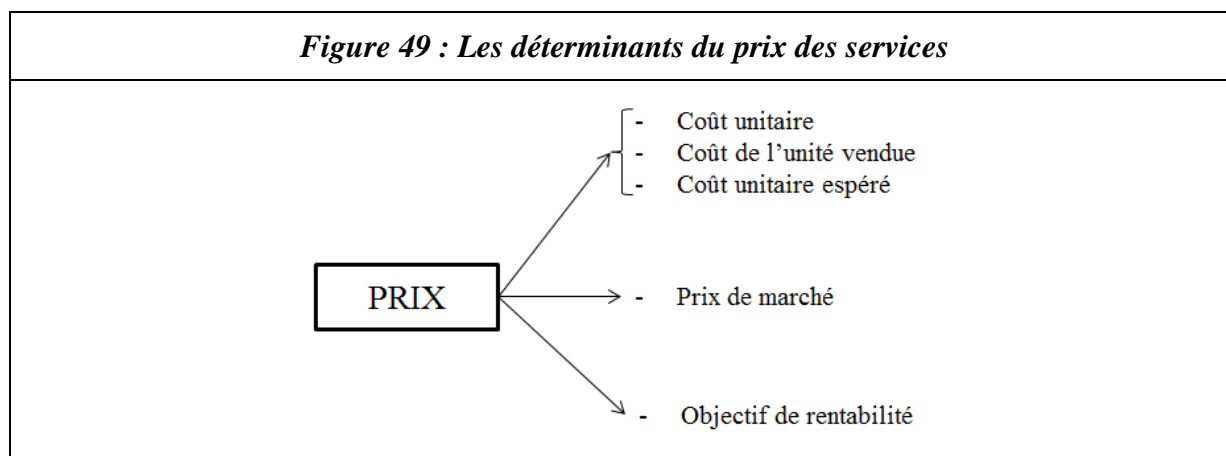 Figure 49 : Les déterminants du prix des services
- Coût unitaire
- Coût de l’unité vendue
- Coût unitaire espéré
PRIX
- Prix de marché
- Objectif de rentabilité